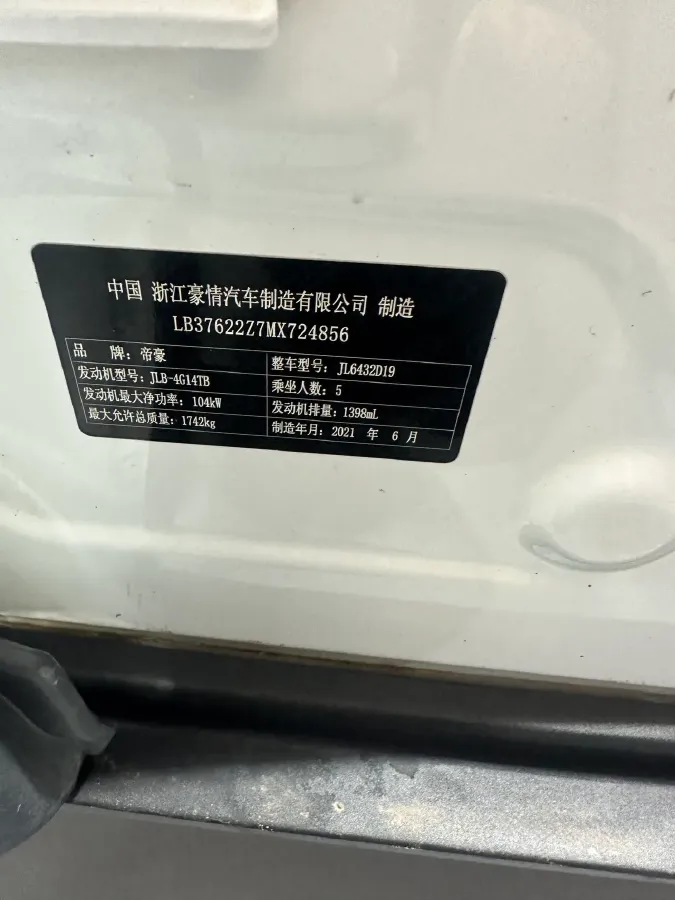 中国 浙江豪情汽车制造有限公司 制造
LB37622Z7MX724856
品 牌：帝豪 整车型号：JL6432D19
发动机型号：JLB-4G14TB 乘坐人数：5
发动机最大净功率：104kW 发动机排量：1398mL
最大允许总质量：1742kg 制造年月：2021 年 6 月